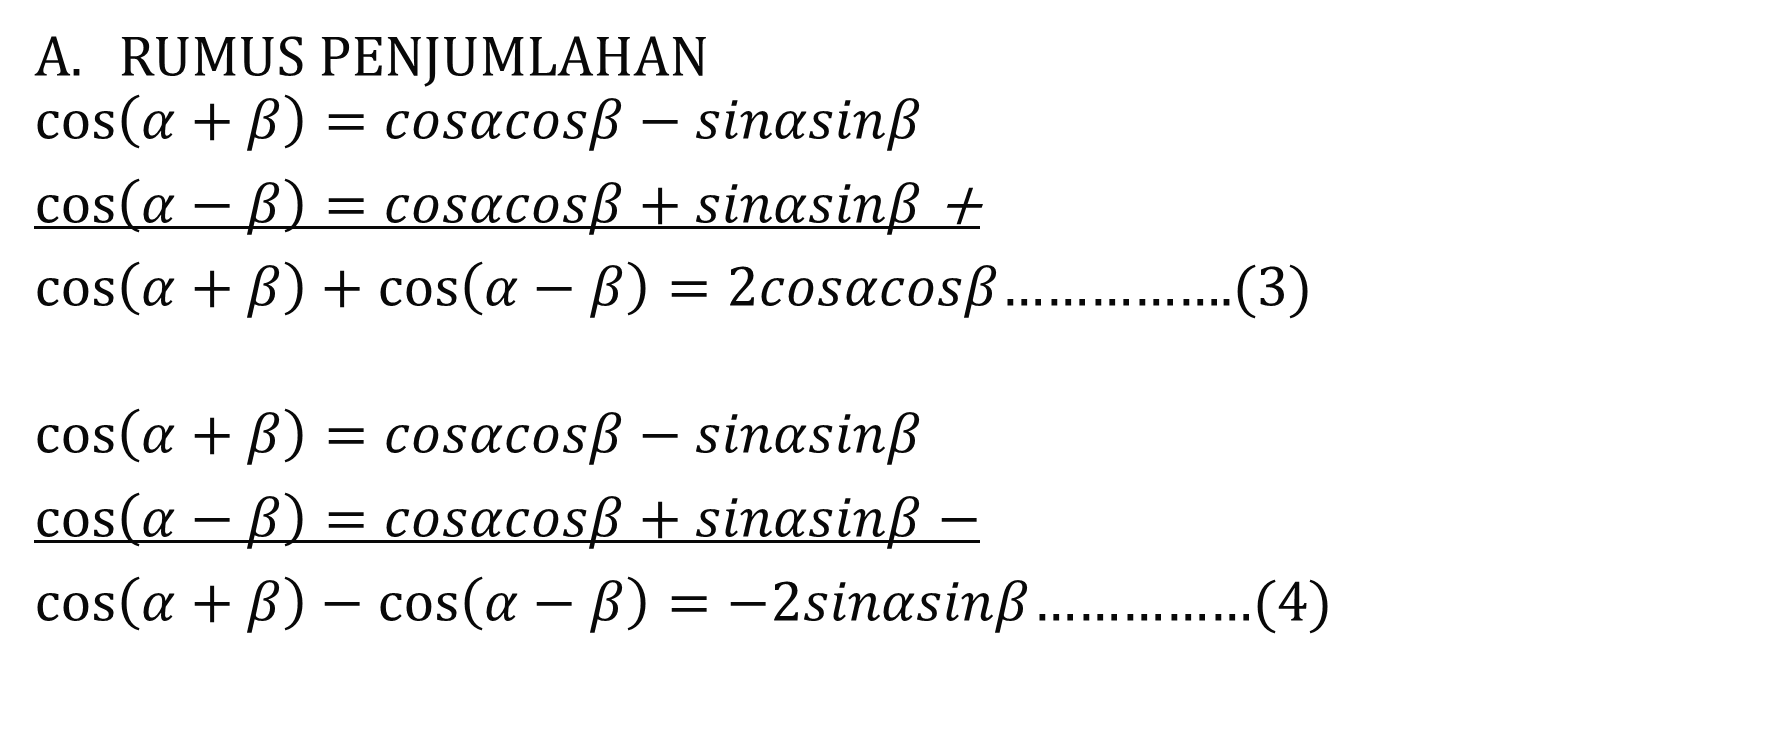 A. RUMUS PENJUMLAHAN
cos(α + β) = cosαcosβ − sinαsinβ
cos(α − β) = cosαcosβ + sinαsinβ +
cos(α + β) + cos(α − β) = 2cosαcosβ................(3)
cos(α + β) = cosαcosβ − sinαsinβ
cos(α − β) = cosαcosβ + sinαsinβ −
cos(α + β) − cos(α − β) = −2sinαsinβ...............(4)